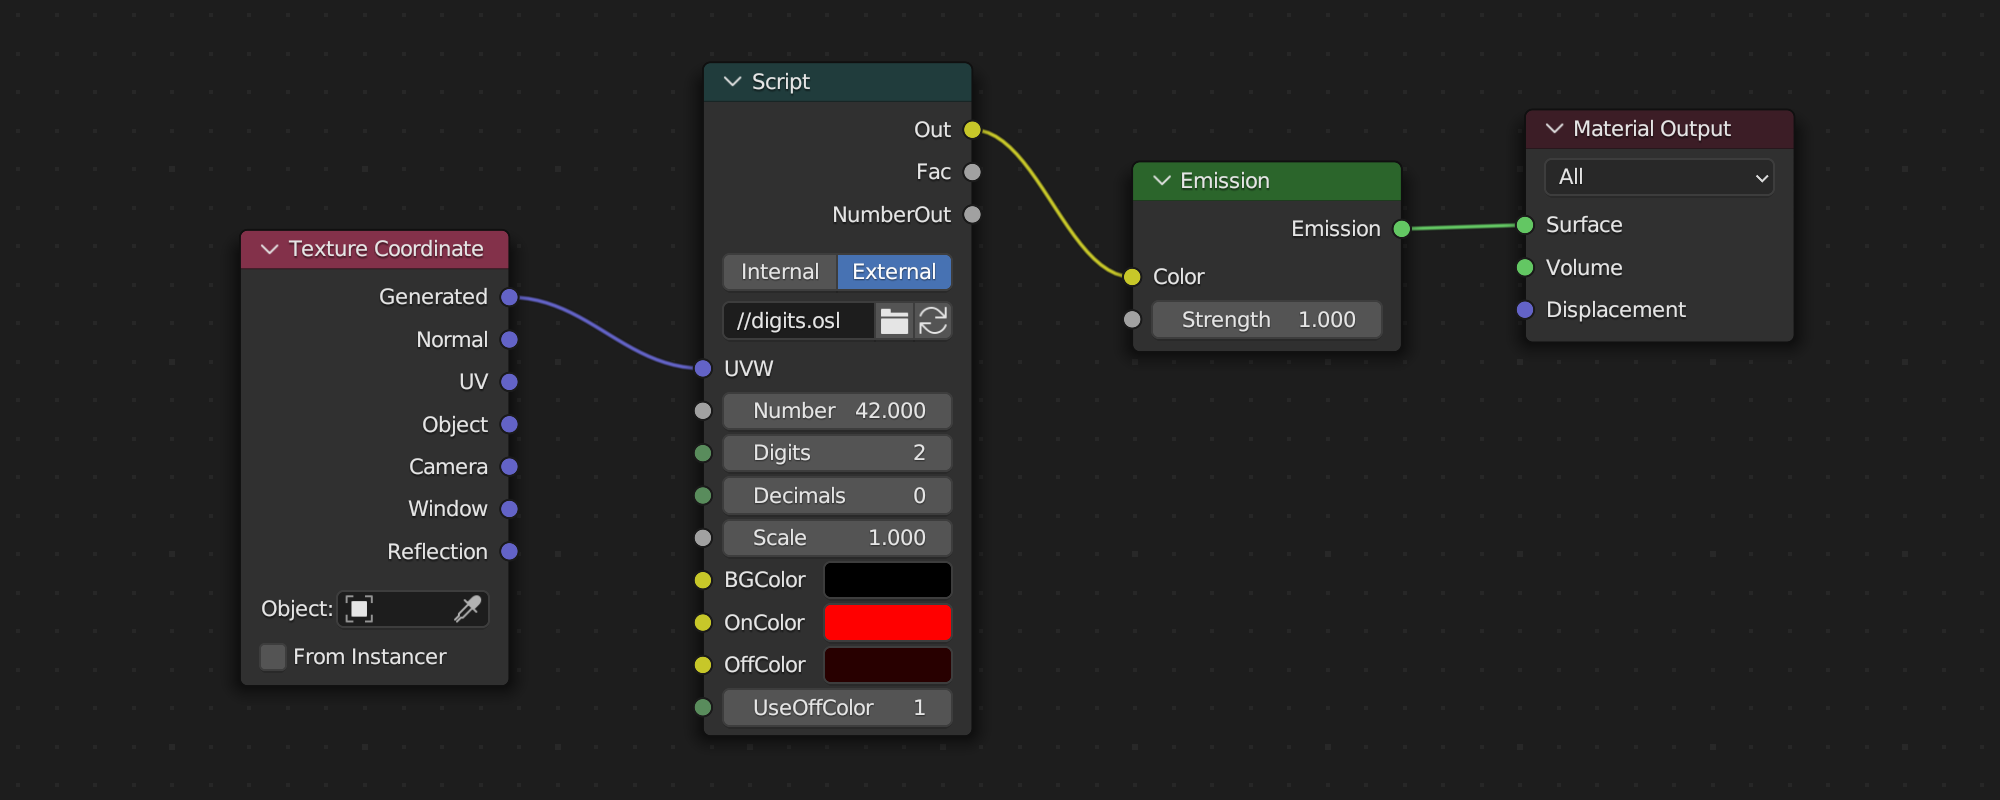 Texture Coordinate
Generated
Normal
UV
Object
Camera
Window
Reflection
Object:
From Instancer
Script
Out
Fac
NumberOut
Internal External
//digits.osl
UVW
Number 42.000
Digits 2
Decimals 0
Scale 1.000
BGColor
OnColor
OffColor
UseOffColor 1
Emission
Emission
Color
Strength 1.000
Material Output
All
Surface
Volume
Displacement